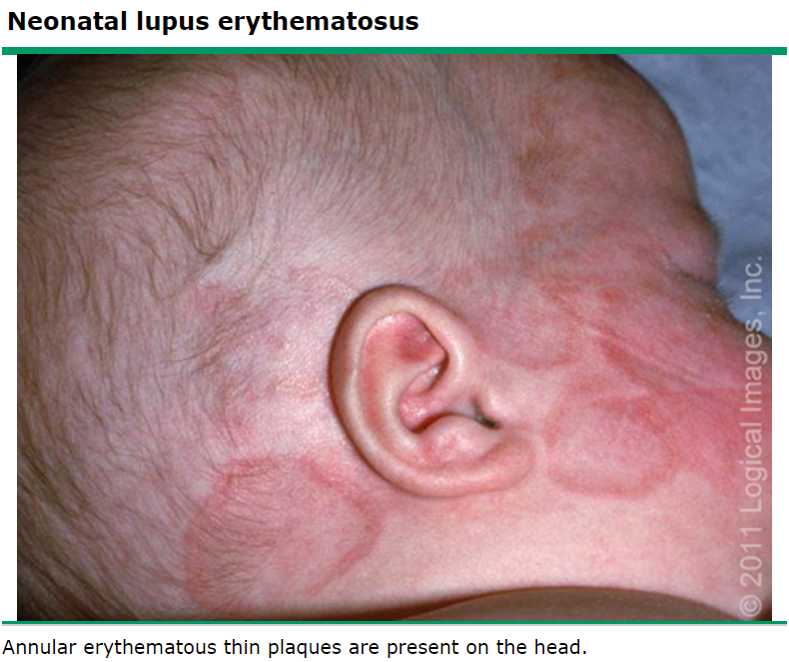 Neonatal lupus erythematosus
© 2011 Logical Images, Inc.
Annular erythematous thin plaques are present on the head.